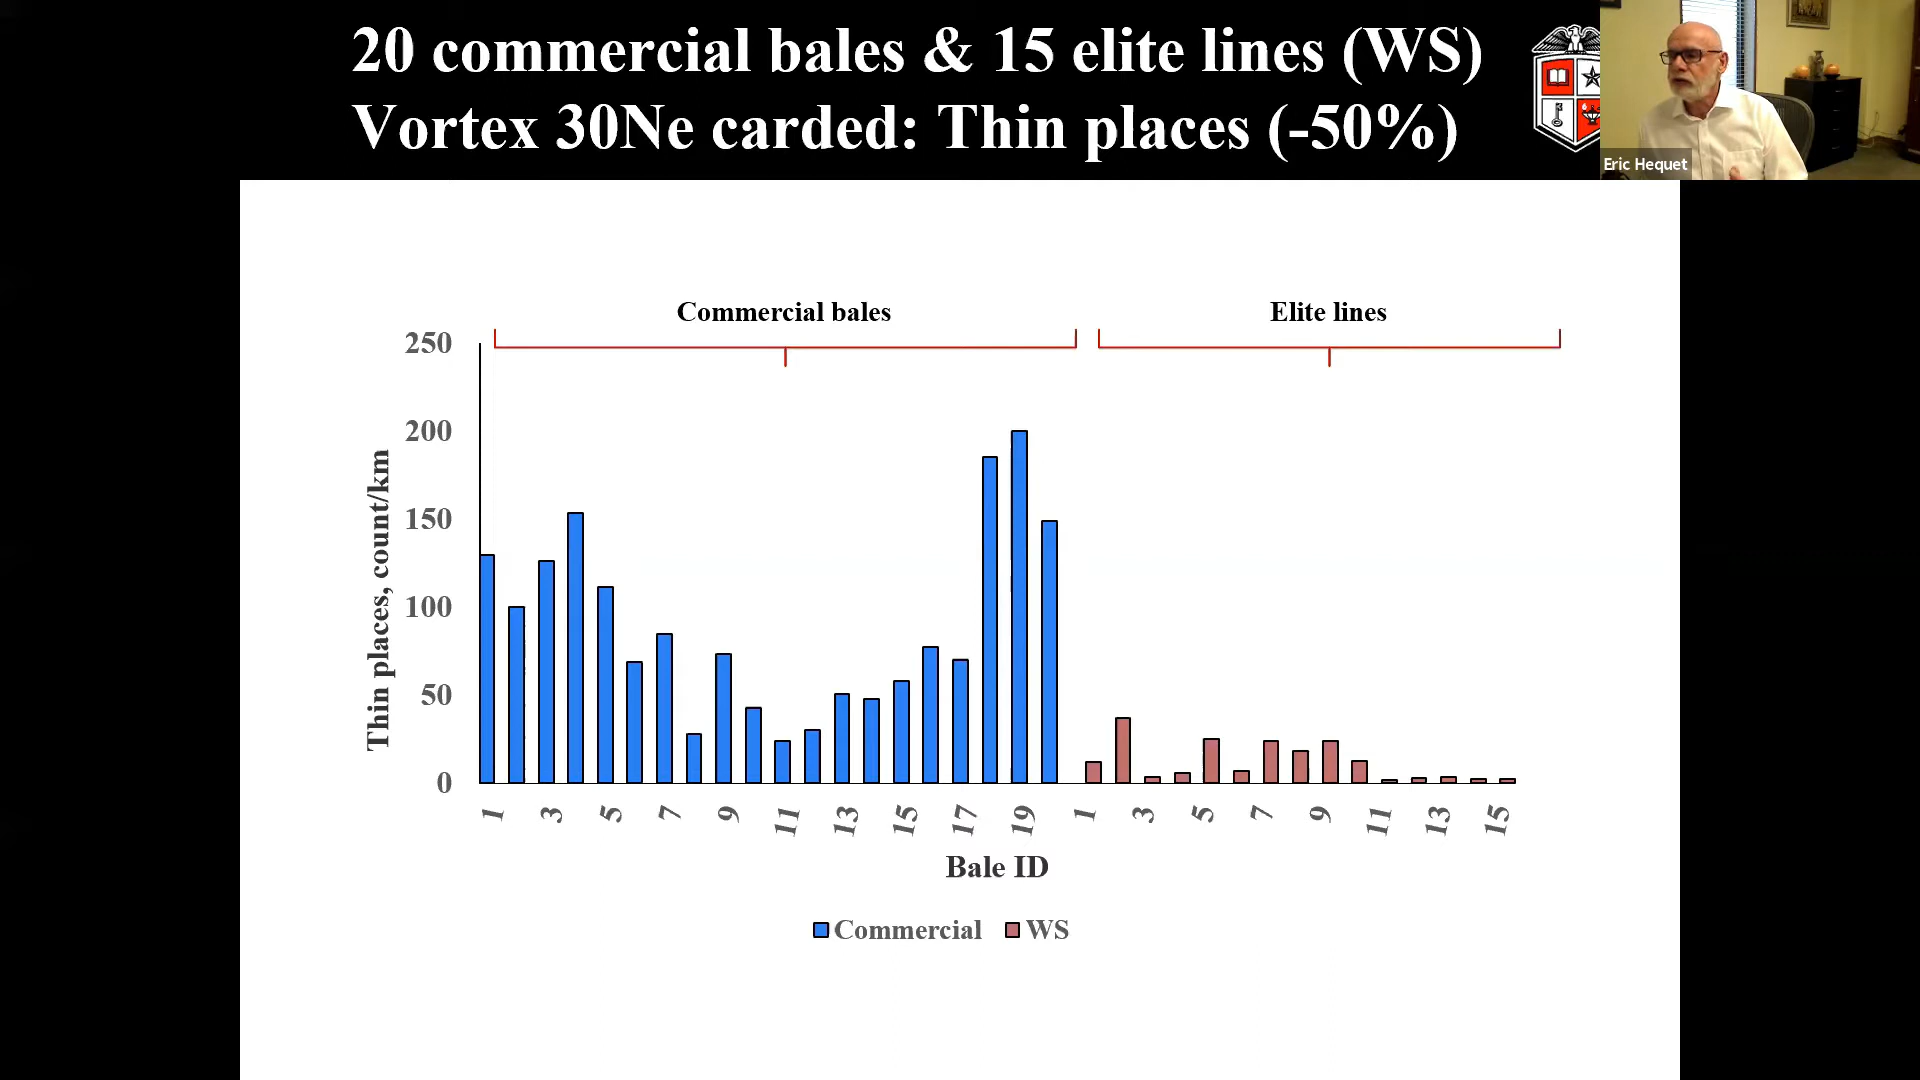 20 commercial bales & 15 elite lines (WS)
Vortex 30Ne carded: Thin places (-50%)
Eric Hequet
Commercial bales
Elite lines
250
200
150
100
50
0
Thin places, count/km
1 3 5 7 9 11 13 15 17 19 1 3 5 7 9 11 13 15
Bale ID
Commercial WS